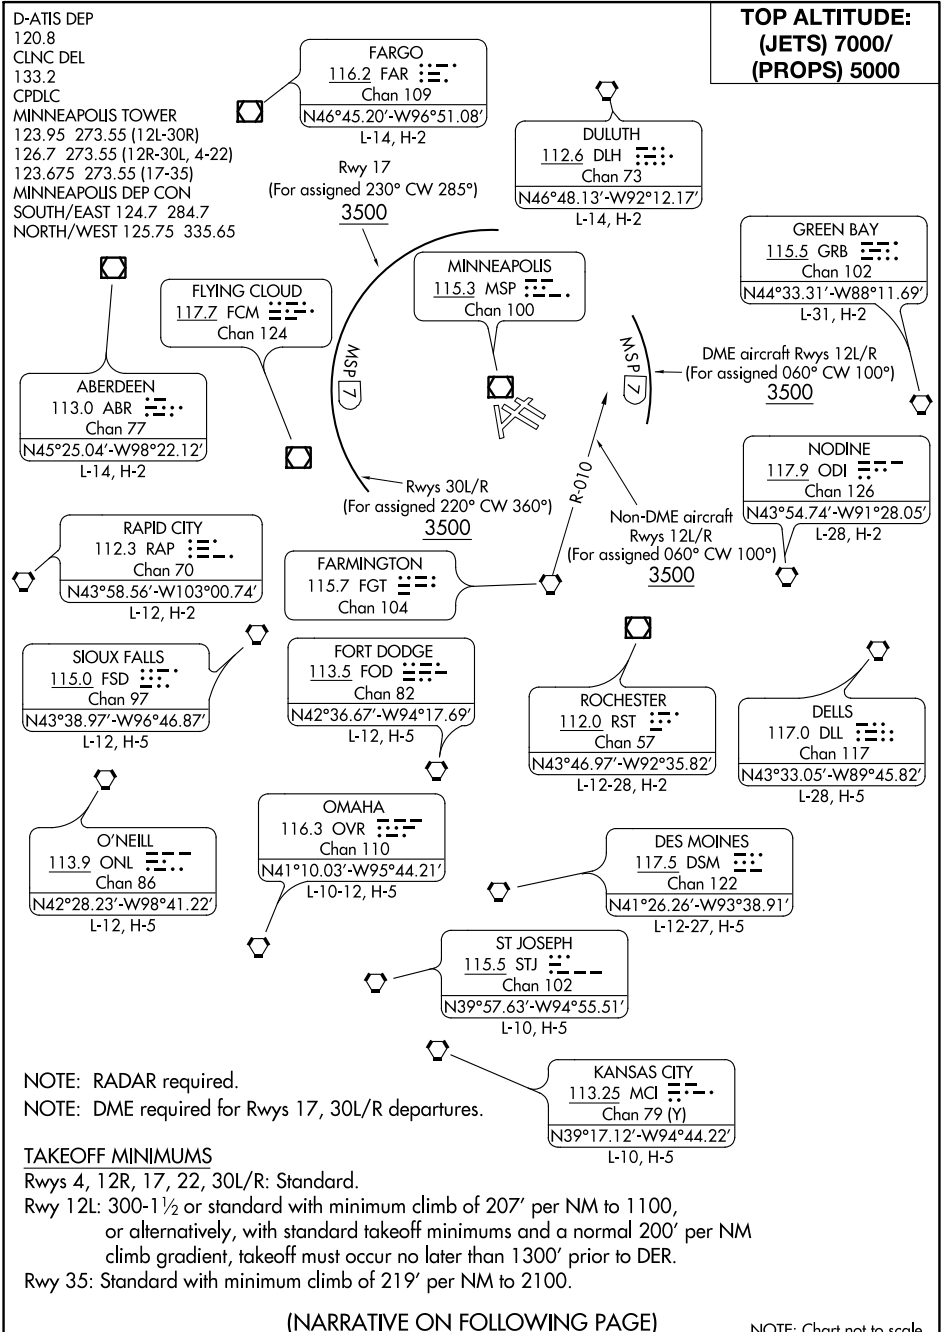 D-ATIS DEP
120.8
CLNC DEL
133.2
CPDLC
MINNEAPOLIS TOWER
123.95 273.55 (12L-30R)
126.7 273.55 (12R-30L, 4-22)
123.675 273.55 (17-35)
MINNEAPOLIS DEP CON
SOUTH/EAST 124.7 284.7
NORTH/WEST 125.75 335.65
TOP ALTITUDE:
(JETS) 7000/
(PROPS) 5000
FARGO
116.2 FAR
Chan 109
N46°45.20′-W96°51.08′
L-14, H-2
DULUTH
112.6 DLH
Chan 73
N46°48.13′-W92°12.17′
L-14, H-2
Rwy 17
(For assigned 230° CW 285°)
3500
GREEN BAY
115.5 GRB
Chan 102
N44°33.31′-W88°11.69′
L-31, H-2
MINNEAPOLIS
115.3 MSP
Chan 100
FLYING CLOUD
117.7 FCM
Chan 124
MSP 7
MSP 7
DME aircraft Rwys 12L/R
(For assigned 060° CW 100°)
3500
ABERDEEN
113.0 ABR
Chan 77
N45°25.04′-W98°22.12′
L-14, H-2
NODINE
117.9 ODI
Chan 126
N43°54.74′-W91°28.05′
L-28, H-2
Rwys 30L/R
(For assigned 220° CW 360°)
3500
R-010
Non-DME aircraft
Rwys 12L/R
(For assigned 060° CW 100°)
3500
RAPID CITY
112.3 RAP
Chan 70
N43°58.56′-W103°00.74′
L-12, H-2
FARMINGTON
115.7 FGT
Chan 104
SIOUX FALLS
115.0 FSD
Chan 97
N43°38.97′-W96°46.87′
L-12, H-5
FORT DODGE
113.5 FOD
Chan 82
N42°36.67′-W94°17.69′
L-12, H-5
ROCHESTER
112.0 RST
Chan 57
N43°46.97′-W92°35.82′
L-12-28, H-2
DELLS
117.0 DLL
Chan 117
N43°33.05′-W89°45.82′
L-28, H-5
O'NEILL
113.9 ONL
Chan 86
N42°28.23′-W98°41.22′
L-12, H-5
OMAHA
116.3 OVR
Chan 110
N41°10.03′-W95°44.21′
L-10-12, H-5
DES MOINES
117.5 DSM
Chan 122
N41°26.26′-W93°38.91′
L-12-27, H-5
ST JOSEPH
115.5 STJ
Chan 102
N39°57.63′-W94°55.51′
L-10, H-5
KANSAS CITY
113.25 MCI
Chan 79 (Y)
N39°17.12′-W94°44.22′
L-10, H-5
NOTE: RADAR required.
NOTE: DME required for Rwys 17, 30L/R departures.
TAKEOFF MINIMUMS
Rwys 4, 12R, 17, 22, 30L/R: Standard.
Rwy 12L: 300-1½ or standard with minimum climb of 207′ per NM to 1100,
or alternatively, with standard takeoff minimums and a normal 200′ per NM
climb gradient, takeoff must occur no later than 1300′ prior to DER.
Rwy 35: Standard with minimum climb of 219′ per NM to 2100.
(NARRATIVE ON FOLLOWING PAGE)
NOTE: Chart not to scale